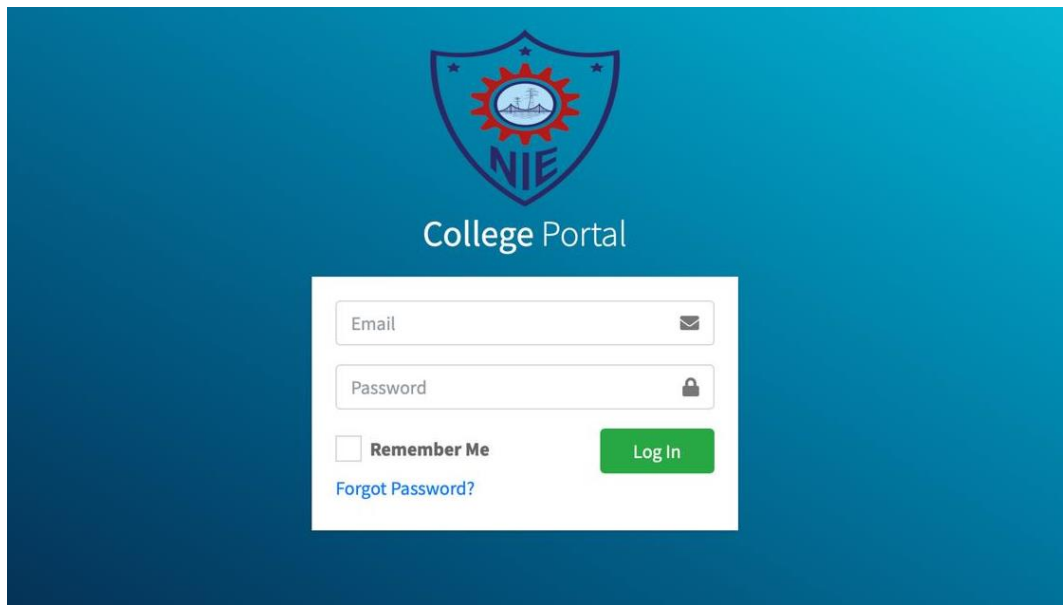 NIE
College Portal
Email
Password
Remember Me
Log In
Forgot Password?